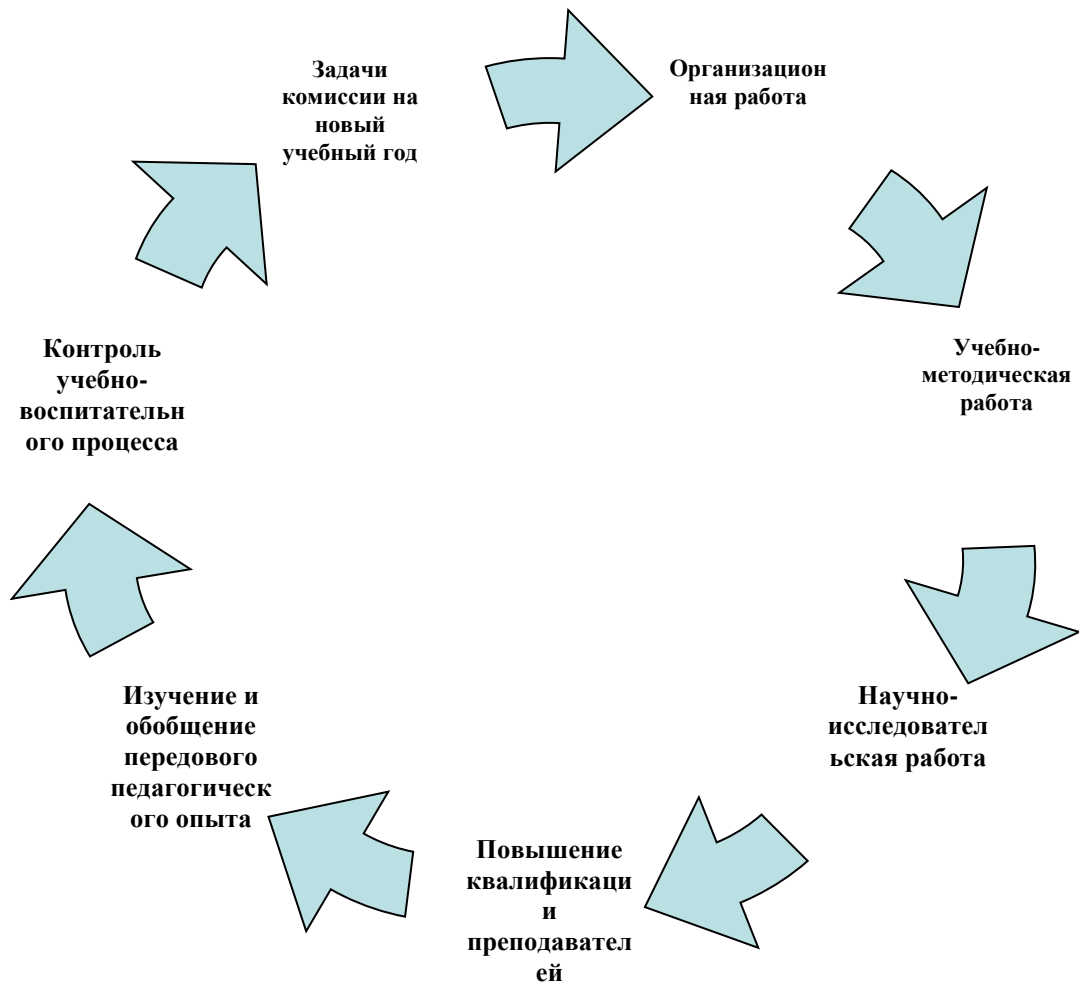 Задачи
комиссии на
новый
учебный год
Организацион
ная работа
Учебно-
методическая
работа
Научно-
исследовател
ьская работа
Повышение
квалификаци
и
преподавател
ей
Изучение и
обобщение
передового
педагогическ
ого опыта
Контроль
учебно-
воспитательн
ого процесса